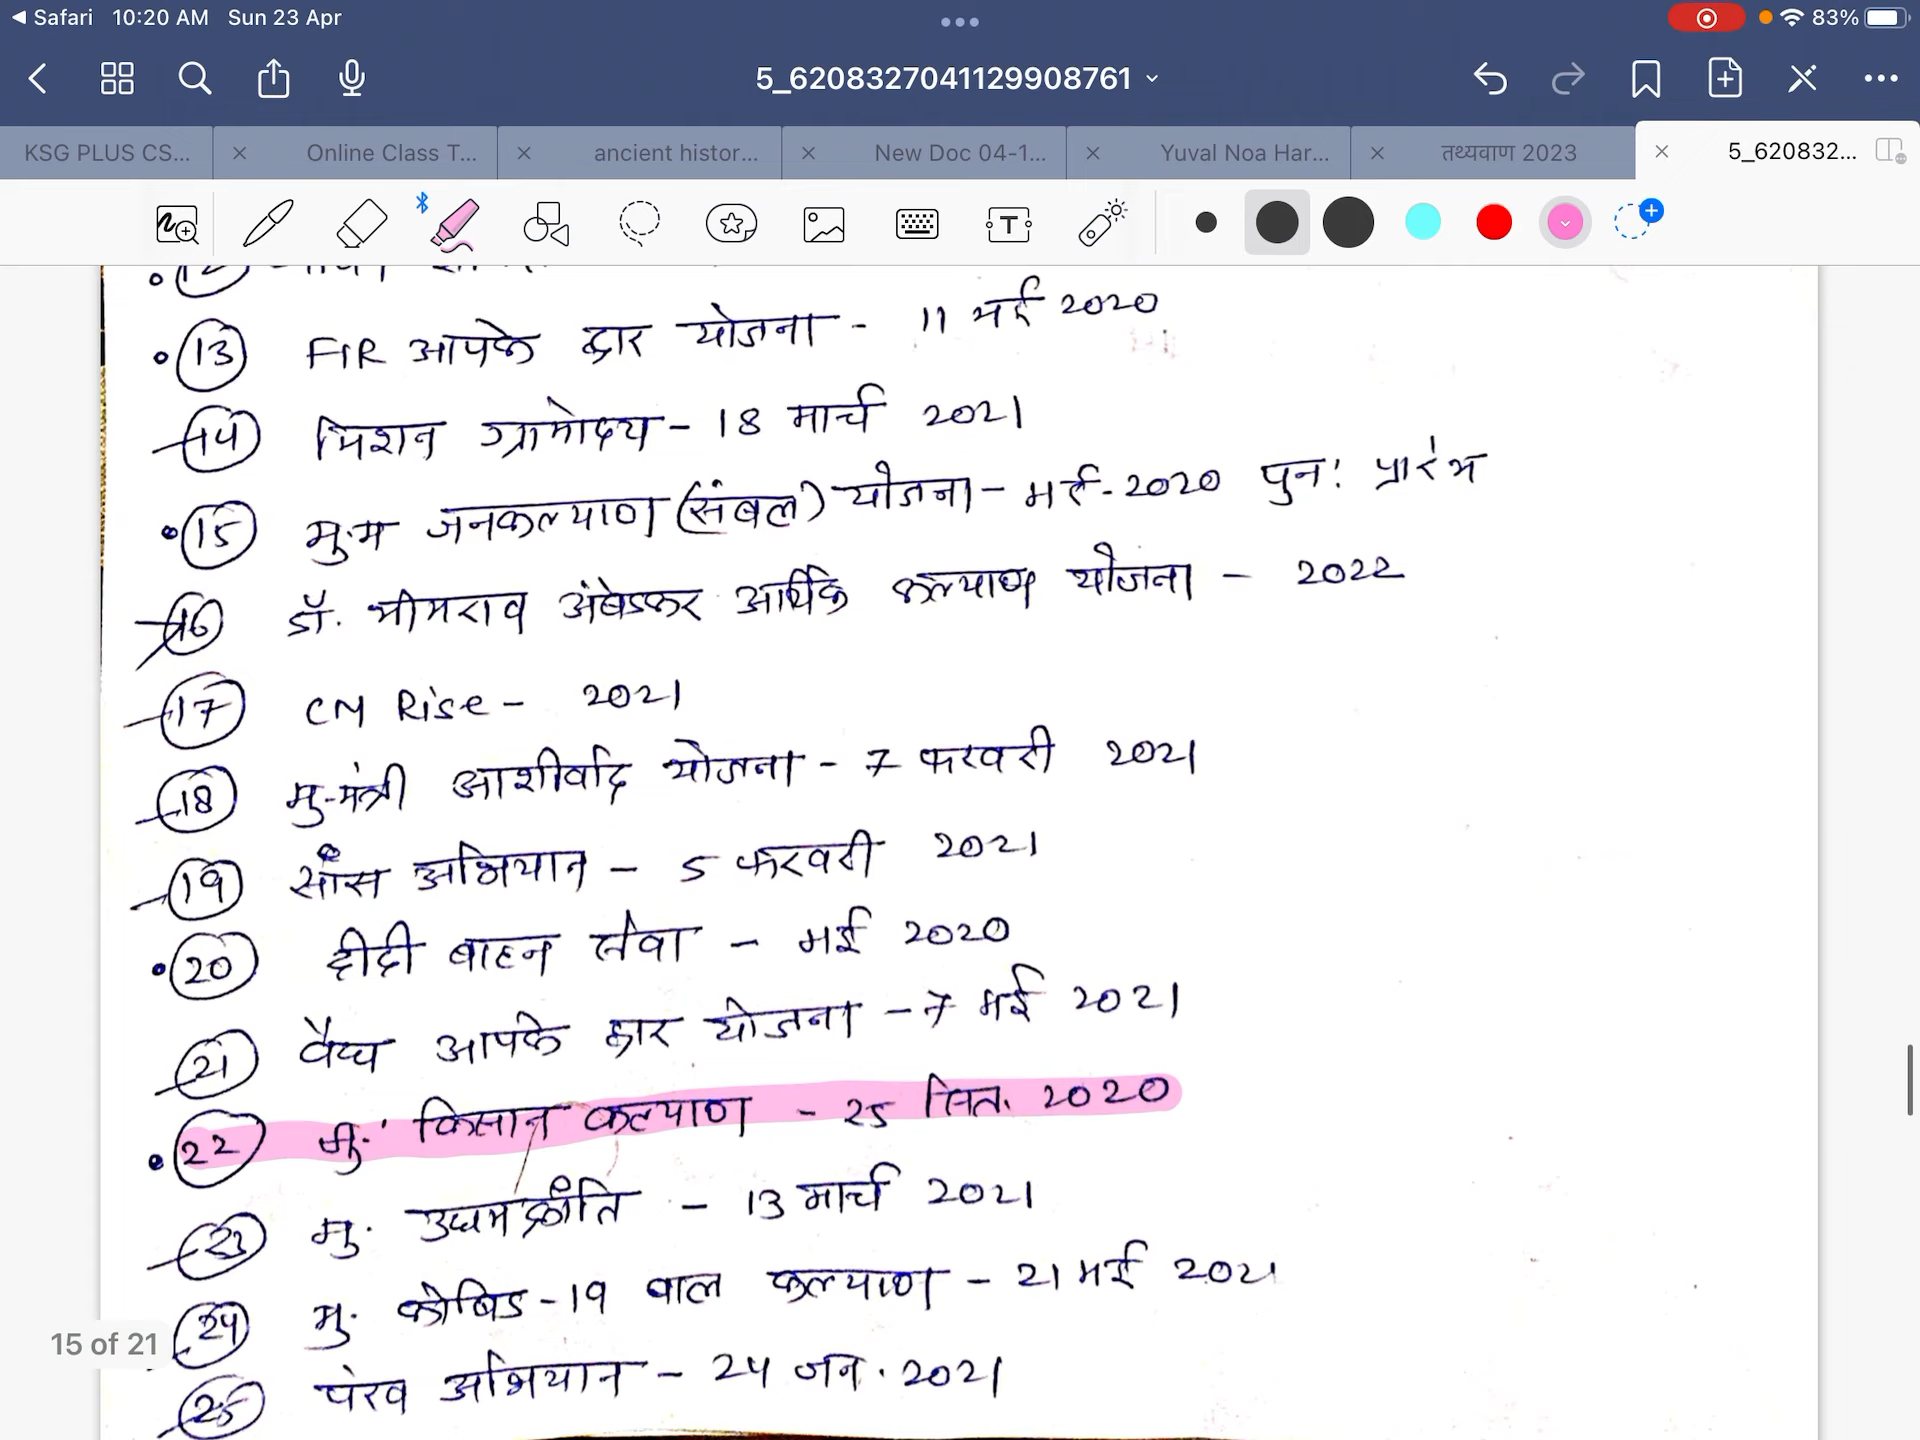 Safari 10:20 AM Sun 23 Apr 83%
5_6208327041129908761
KSG PLUS CS... Online Class T... ancient histor... New Doc 04-1... Yuval Noa Har... तथ्यवाण 2023 5_620832...
T
13 FIR आपके द्वार योजना - 11 मई 2020
14 मिशन ग्रामोदय - 18 मार्च 2021
15 मु.म जनकल्याण (संबल) योजना - मई-2020 पुन: प्रारंभ
16 डॉ. भीमराव अंबेडकर आर्थिक कल्याण योजना - 2022
17 CM Rise - 2021
18 मु-मंत्री आशीर्वाद योजना - 7 फरवरी 2021
19 साँस अभियान - 5 फरवरी 2021
20 दीदी बाहन सेवा - मई 2020
21 वैद्य आपके द्वार योजना - 7 मई 2021
22 मु. किसान कल्याण - 25 सित. 2020
23 मु. उद्यमक्रांति - 13 मार्च 2021
24 मु. कोबिड-19 बाल कल्याण - 21 मई 2021
25 पंख अभियान - 24 जन. 2021
15 of 21